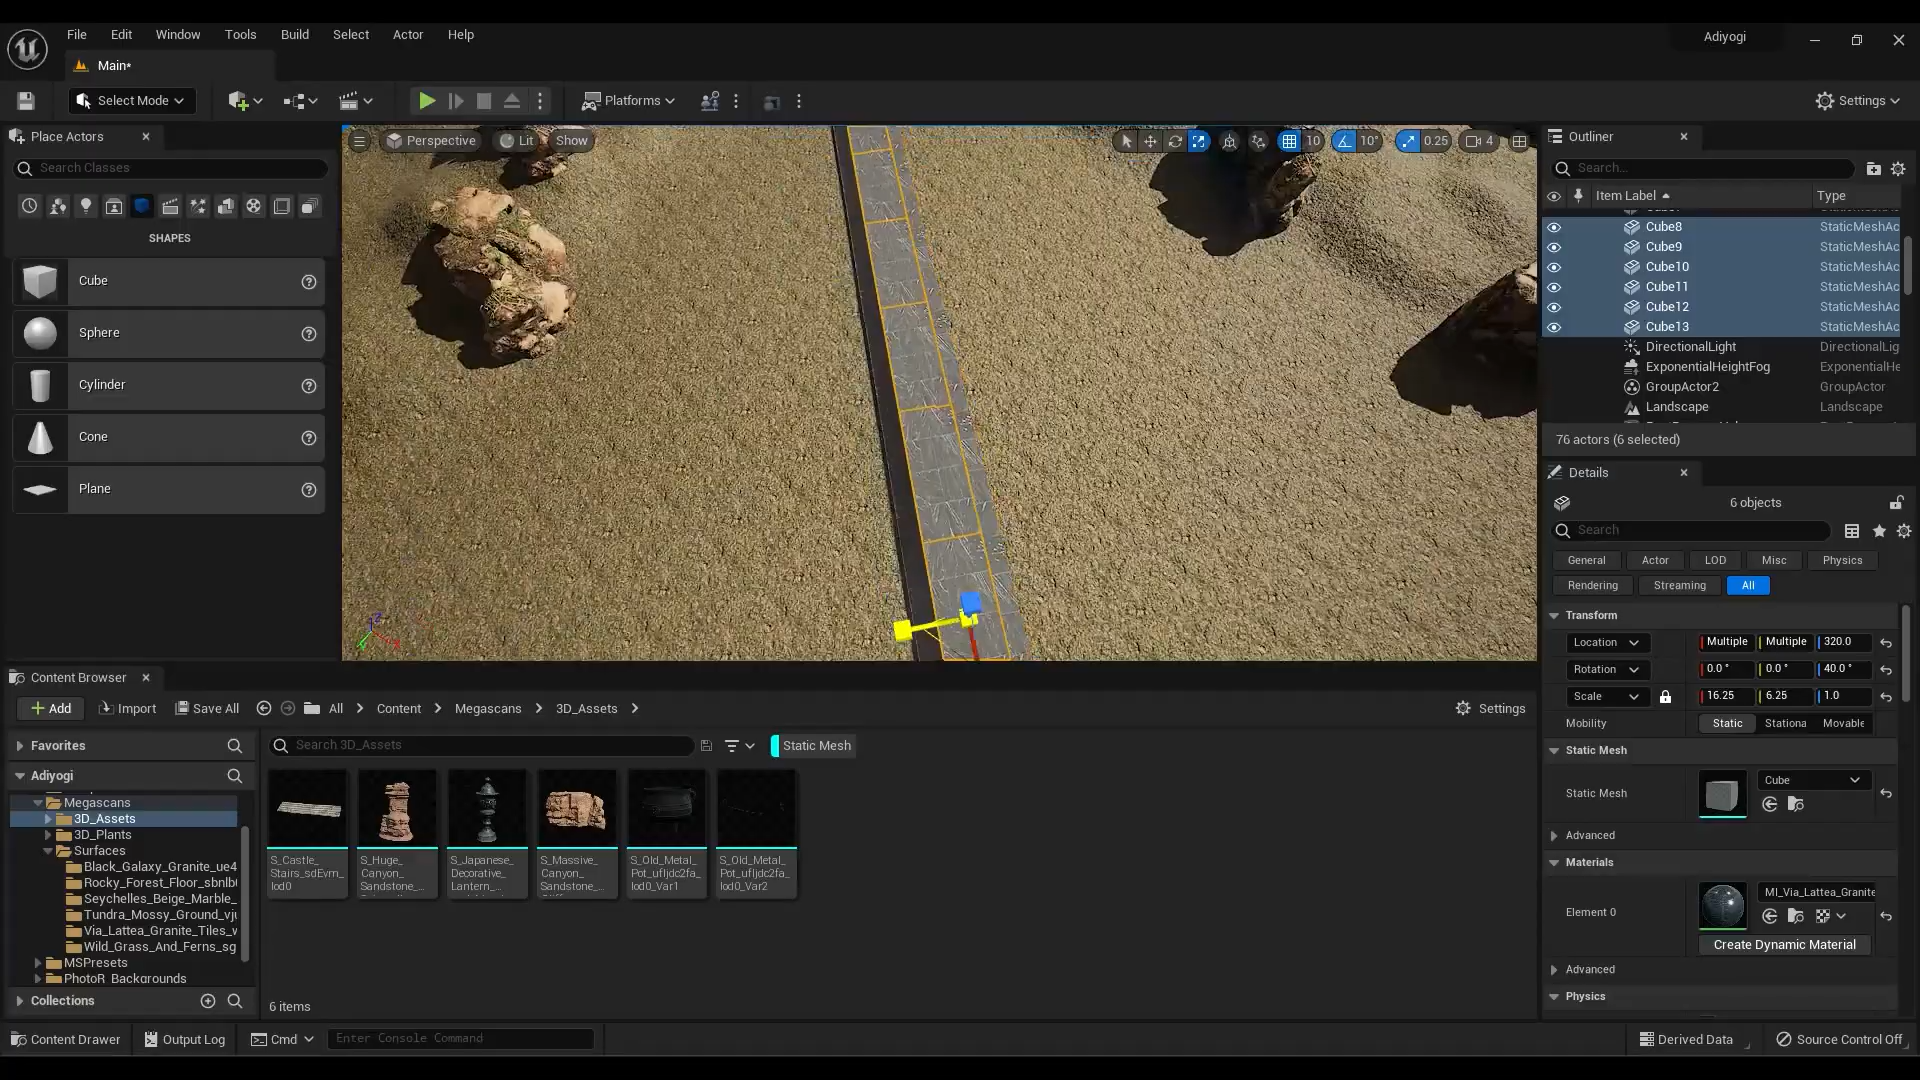 File Edit Window Tools Build Select Actor Help
Adiyogi
Main*
Select Mode
Platforms
Settings
Place Actors
Search Classes
SHAPES
Cube
Sphere
Cylinder
Cone
Plane
Perspective Lit Show
10 10° 0.25 4
Outliner
Search...
Item Label Type
Cube8 StaticMeshAc
Cube9 StaticMeshAc
Cube10 StaticMeshAc
Cube11 StaticMeshAc
Cube12 StaticMeshAc
Cube13 StaticMeshAc
DirectionalLight DirectionalLig
ExponentialHeightFog ExponentialHe
GroupActor2 GroupActor
Landscape Landscape
76 actors (6 selected)
Details
6 objects
Search
General Actor LOD Misc Physics
Rendering Streaming All
Transform
Location Multiple Multiple 320.0
Rotation 0.0 ° 0.0 ° 40.0 °
Scale 16.25 6.25 1.0
Mobility Static Stationa Movable
Static Mesh
Static Mesh Cube
Advanced
Materials
Element 0 MI_Via_Lattea_Granite
Create Dynamic Material
Advanced
Physics
Content Browser
Add Import Save All All Content Megascans 3D_Assets Settings
Favorites
Adiyogi
Megascans
3D_Assets
3D_Plants
Surfaces
Black_Galaxy_Granite_ue4
Rocky_Forest_Floor_sbnlb
Seychelles_Beige_Marble_
Tundra_Mossy_Ground_vju
Via_Lattea_Granite_Tiles_v
Wild_Grass_And_Ferns_sg
MSPresets
PhotoR_Backgrounds
Collections
Search 3D_Assets
Static Mesh
S_Castle_
Stairs_sdEvm_
lod0
S_Huge_
Canyon_
Sandstone_...
S_Japanese_
Decorative_
Lantern_...
S_Massive_
Canyon_
Sandstone_...
S_Old_Metal_
Pot_ufljdc2fa_
lod0_Var1
S_Old_Metal_
Pot_ufljdc2fa_
lod0_Var2
6 items
Content Drawer Output Log Cmd Enter Console Command
Derived Data Source Control Off